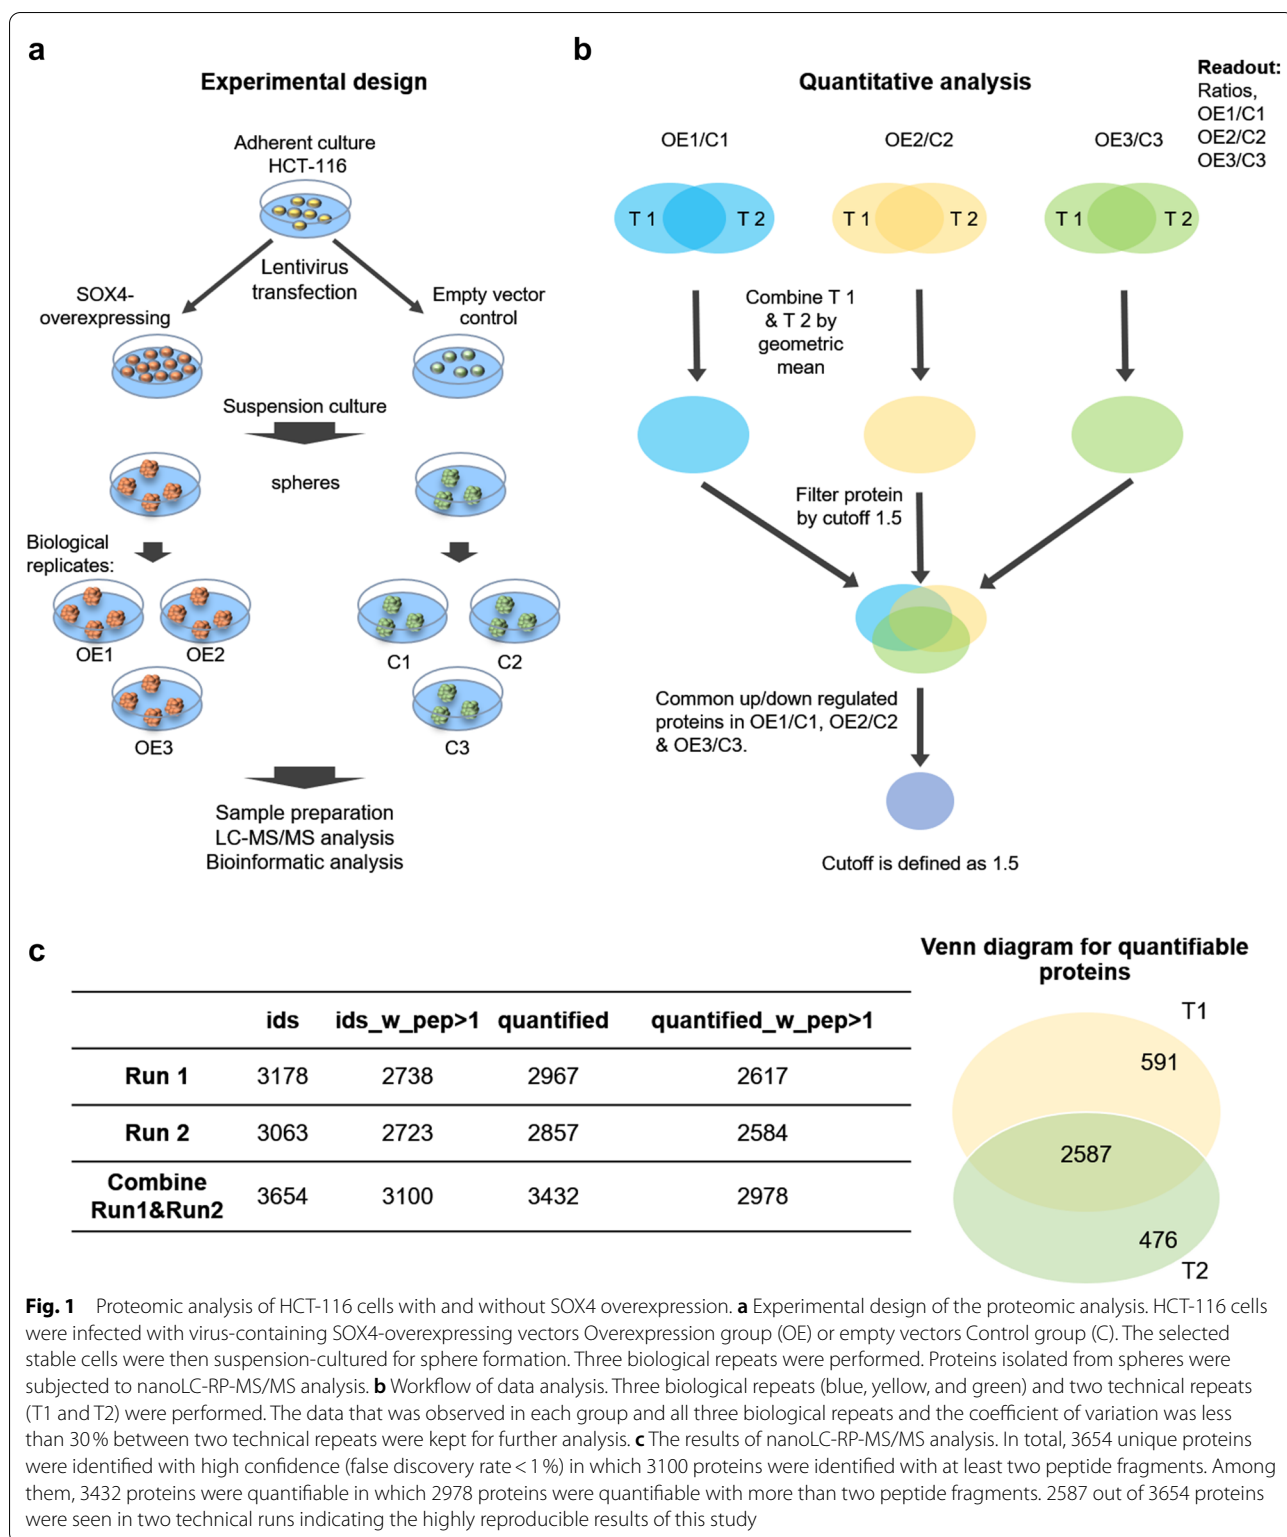 a
Experimental design
Adherent culture
HCT-116
Lentivirus
transfection
SOX4-
overexpressing
Empty vector
control
Suspension culture
spheres
Biological
replicates:
OE1
OE2
C1
C2
OE3
C3
Sample preparation
LC-MS/MS analysis
Bioinformatic analysis
b
Quantitative analysis
Readout:
Ratios,
OE1/C1
OE2/C2
OE3/C3
OE1/C1
OE2/C2
OE3/C3
T 1 T 2
T 1 T 2
T 1 T 2
Combine T 1
& T 2 by
geometric
mean
Filter protein
by cutoff 1.5
Common up/down regulated
proteins in OE1/C1, OE2/C2
& OE3/C3.
Cutoff is defined as 1.5
c
ids ids_w_pep>1 quantified quantified_w_pep>1
Run 1 3178 2738 2967 2617
Run 2 3063 2723 2857 2584
Combine
Run1&Run2 3654 3100 3432 2978
Venn diagram for quantifiable
proteins
T1
591
2587
476
T2
Fig. 1 Proteomic analysis of HCT-116 cells with and without SOX4 overexpression. a Experimental design of the proteomic analysis. HCT-116 cells
were infected with virus-containing SOX4-overexpressing vectors Overexpression group (OE) or empty vectors Control group (C). The selected
stable cells were then suspension-cultured for sphere formation. Three biological repeats were performed. Proteins isolated from spheres were
subjected to nanoLC-RP-MS/MS analysis. b Workflow of data analysis. Three biological repeats (blue, yellow, and green) and two technical repeats
(T1 and T2) were performed. The data that was observed in each group and all three biological repeats and the coefficient of variation was less
than 30% between two technical repeats were kept for further analysis. c The results of nanoLC-RP-MS/MS analysis. In total, 3654 unique proteins
were identified with high confidence (false discovery rate < 1%) in which 3100 proteins were identified with at least two peptide fragments. Among
them, 3432 proteins were quantifiable in which 2978 proteins were quantifiable with more than two peptide fragments. 2587 out of 3654 proteins
were seen in two technical runs indicating the highly reproducible results of this study